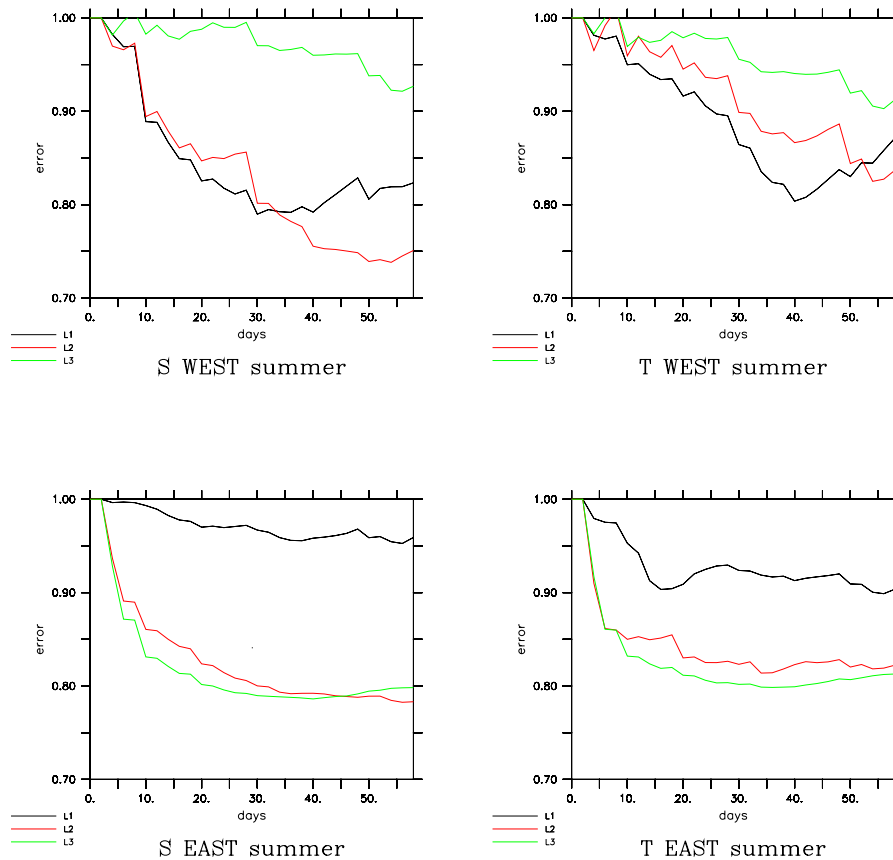 1.00
0.90
0.80
0.70
error
0. 10. 20. 30. 40. 50.
days
L1
L2
L3
S WEST summer
1.00
0.90
0.80
0.70
error
0. 10. 20. 30. 40. 50.
days
L1
L2
L3
T WEST summer
1.00
0.90
0.80
0.70
error
0. 10. 20. 30. 40. 50.
days
L1
L2
L3
S EAST summer
1.00
0.90
0.80
0.70
error
0. 10. 20. 30. 40. 50.
days
L1
L2
L3
T EAST summer